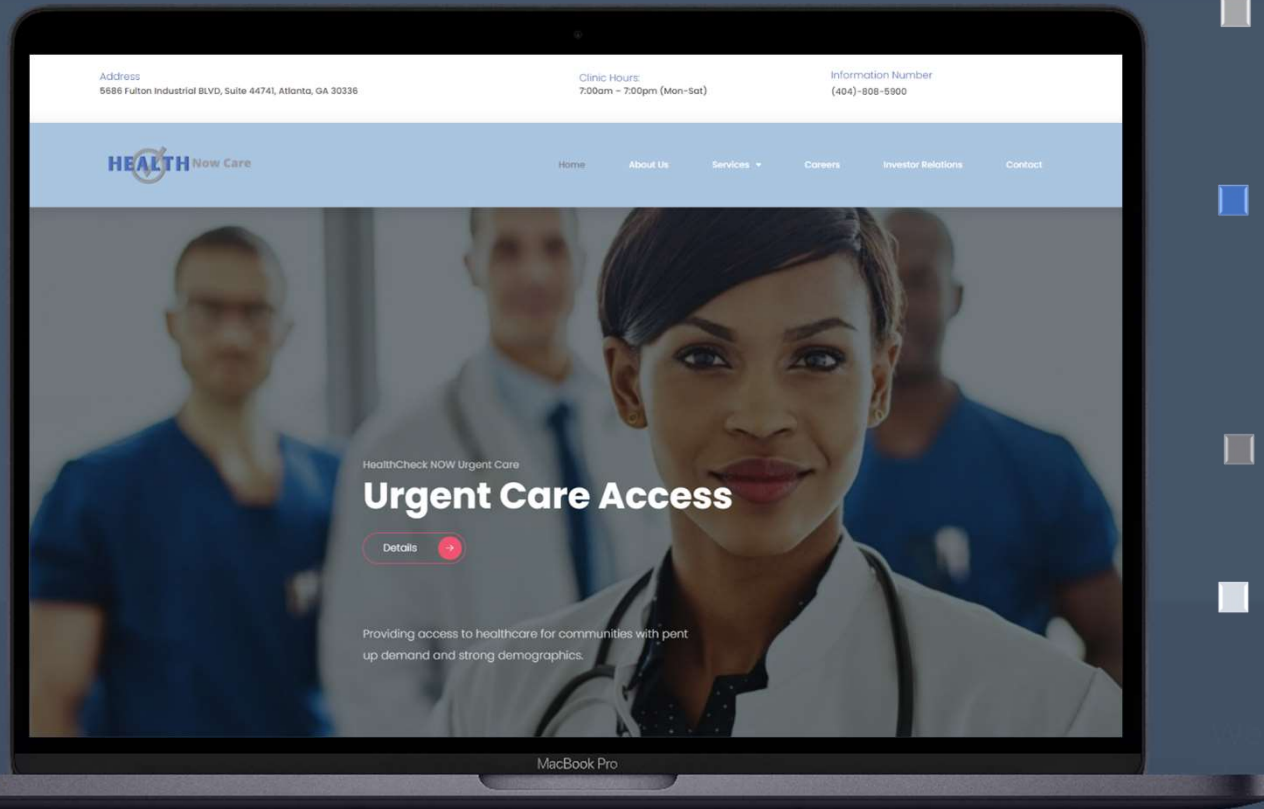 Address
5686 Fulton Industrial BLVD, Suite 44741, Atlanta, GA 30336
Clinic Hours:
7:00am – 7:00pm (Mon-Sat)
Information Number
(404)-808-5900
HEALTH Now Care
Home About Us Services ▾ Careers Investor Relations Contact
HealthCheck NOW Urgent Care
Urgent Care Access
Details →
Providing access to healthcare for communities with pent
up demand and strong demographics.
MacBook Pro